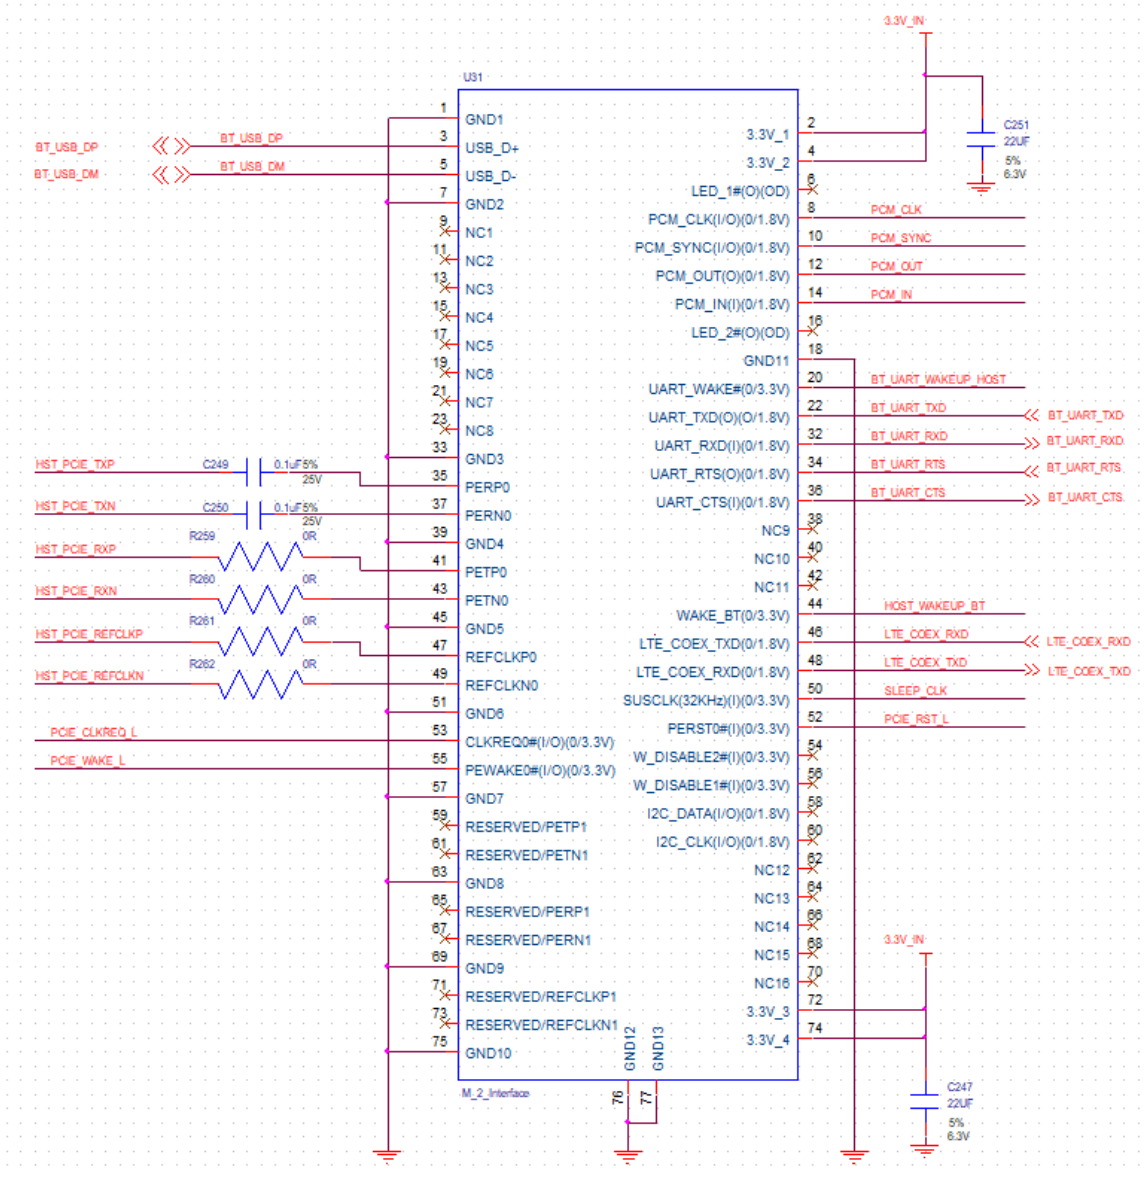 3.3V_IN
U31
C251
22UF
5%
6.3V
1 GND1
BT_USB_DP BT_USB_DP 3 USB_D+
BT_USB_DM BT_USB_DM 5 USB_D-
7 GND2
9 NC1
11 NC2
13 NC3
15 NC4
17 NC5
19 NC6
21 NC7
23 NC8
33 GND3
HST_PCIE_TXP C249 0.1uF 5% 25V 35 PERP0
HST_PCIE_TXN C250 0.1uF 5% 25V 37 PERN0
39 GND4
HST_PCIE_RXP R259 0R 41 PETP0
HST_PCIE_RXN R260 0R 43 PETN0
45 GND5
HST_PCIE_REFCLKP R261 0R 47 REFCLKP0
HST_PCIE_REFCLKN R262 0R 49 REFCLKN0
51 GND6
PCIE_CLKREQ_L 53 CLKREQ0#(I/O)(0/3.3V)
PCIE_WAKE_L 55 PEWAKE0#(I/O)(0/3.3V)
57 GND7
59 RESERVED/PETP1
61 RESERVED/PETN1
63 GND8
65 RESERVED/PERP1
67 RESERVED/PERN1
69 GND9
71 RESERVED/REFCLKP1
73 RESERVED/REFCLKN1
75 GND10
3.3V_1 2
3.3V_2 4
LED_1#(O)(OD) 6
PCM_CLK(I/O)(0/1.8V) 8 PCM_CLK
PCM_SYNC(I/O)(0/1.8V) 10 PCM_SYNC
PCM_OUT(O)(0/1.8V) 12 PCM_OUT
PCM_IN(I)(0/1.8V) 14 PCM_IN
LED_2#(O)(OD) 16
GND11 18
UART_WAKE#(0/3.3V) 20 BT_UART_WAKEUP_HOST
UART_TXD(O)(O/1.8V) 22 BT_UART_TXD BT_UART_TXD
UART_RXD(I)(0/1.8V) 32 BT_UART_RXD BT_UART_RXD
UART_RTS(O)(0/1.8V) 34 BT_UART_RTS BT_UART_RTS
UART_CTS(I)(0/1.8V) 36 BT_UART_CTS BT_UART_CTS
NC9 38
NC10 40
NC11 42
WAKE_BT(0/3.3V) 44 HOST_WAKEUP_BT
LTE_COEX_TXD(0/1.8V) 46 LTE_COEX_RXD LTE_COEX_RXD
LTE_COEX_RXD(0/1.8V) 48 LTE_COEX_TXD LTE_COEX_TXD
SUSCLK(32KHz)(I)(0/3.3V) 50 SLEEP_CLK
PERST0#(I)(0/3.3V) 52 PCIE_RST_L
W_DISABLE2#(I)(0/3.3V) 54
W_DISABLE1#(I)(0/3.3V) 56
I2C_DATA(I/O)(0/1.8V) 58
I2C_CLK(I/O)(0/1.8V) 60
NC12 62
NC13 64
NC14 66
NC15 68
NC16 70
3.3V_3 72
3.3V_4 74
3.3V_IN
GND12 76
GND13 77
M_2_Interface
C247
22UF
5%
6.3V